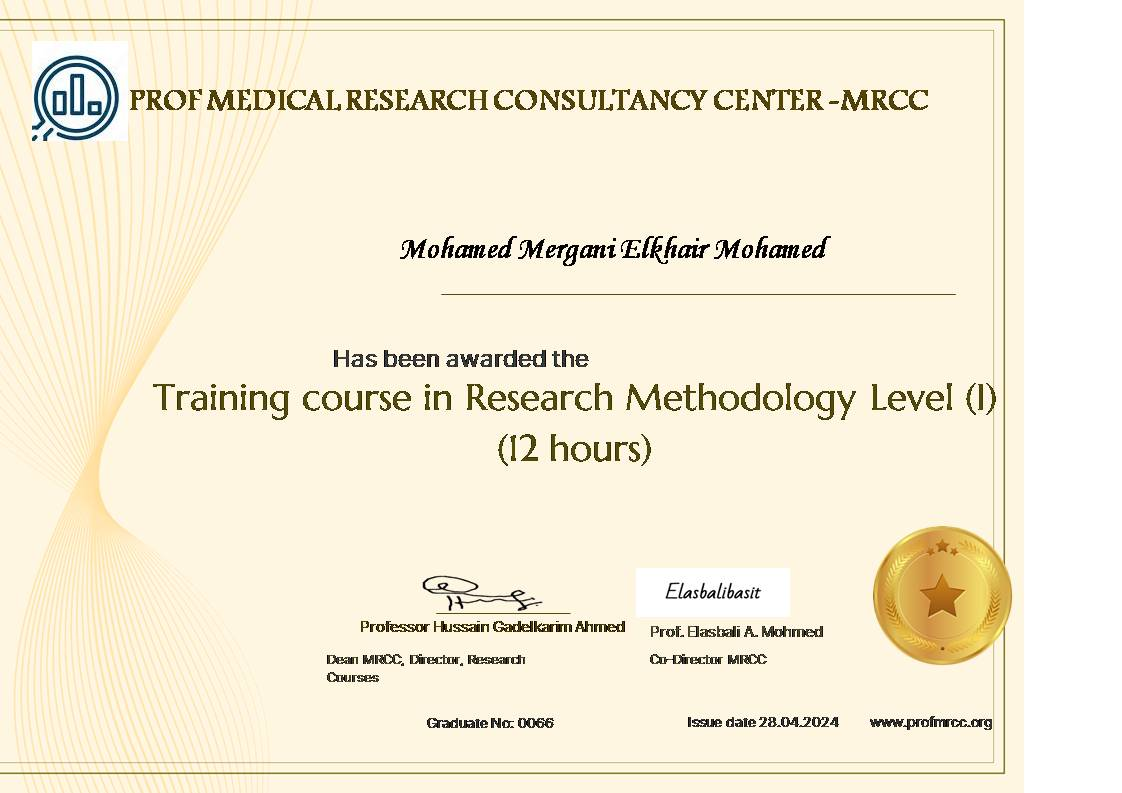 PROF MEDICAL RESEARCH CONSULTANCY CENTER -MRCC
Mohamed Mergani Elkhair Mohamed
Has been awarded the
Training course in Research Methodology Level (I)
(12 hours)
Elasbalibasit
Professor Hussain Gadelkarim Ahmed
Prof. Elasbali A. Mohmed
Dean MRCC, Director, Research
Courses
Co-Director MRCC
Graduate No: 0066
Issue date 28.04.2024
www.profmrcc.org